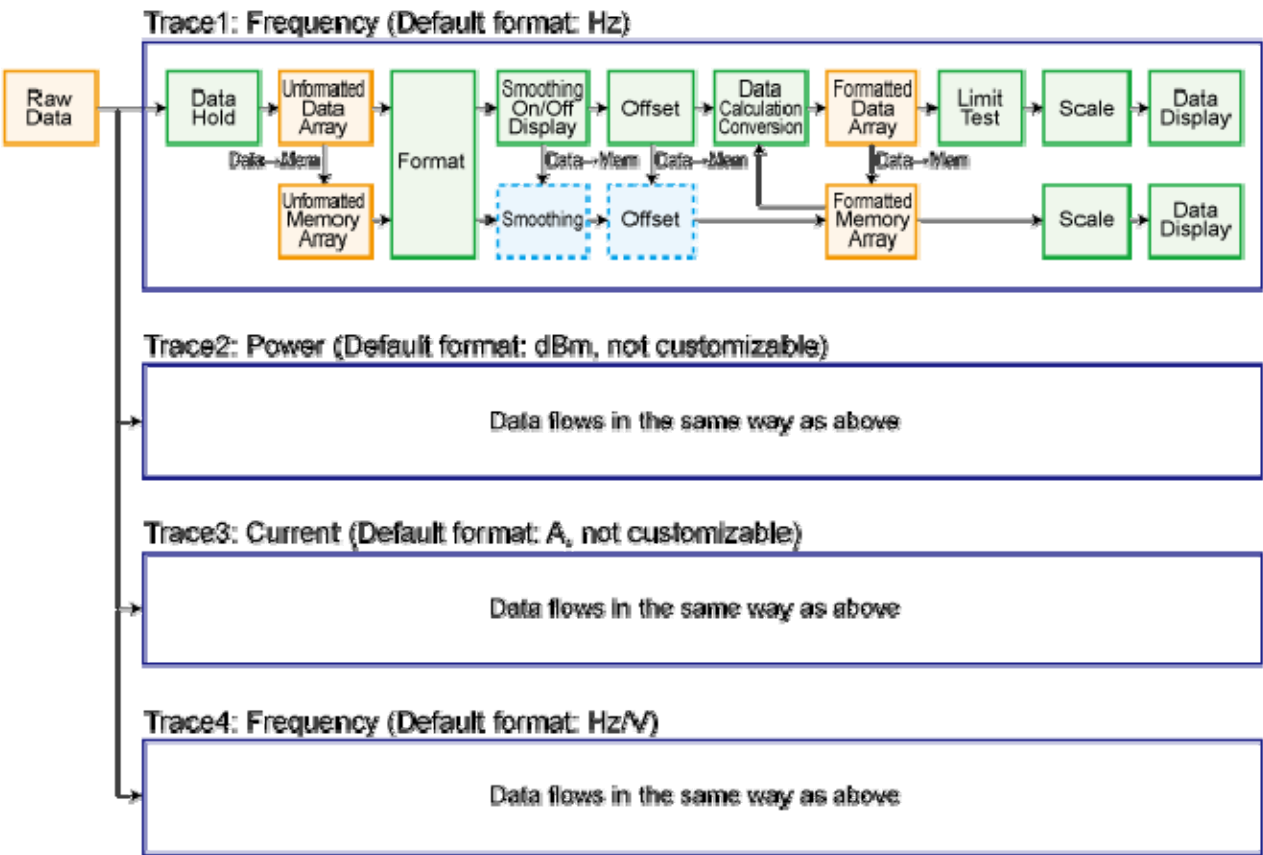 Trace1: Frequency (Default format: Hz)
Raw
Data
Data
Hold
Unformatted
Data
Array
Format
Smoothing
On/Off
Display
Offset
Data
Calculation
Conversion
Formatted
Data
Array
Limit
Test
Scale
Data
Display
Data→Mem
Data→Mem
Data→Mem
Data→Mem
Unformatted
Memory
Array
Smoothing
Offset
Formatted
Memory
Array
Scale
Data
Display
Trace2: Power (Default format: dBm, not customizable)
Data flows in the same way as above
Trace3: Current (Default format: A, not customizable)
Data flows in the same way as above
Trace4: Frequency (Default format: Hz/V)
Data flows in the same way as above